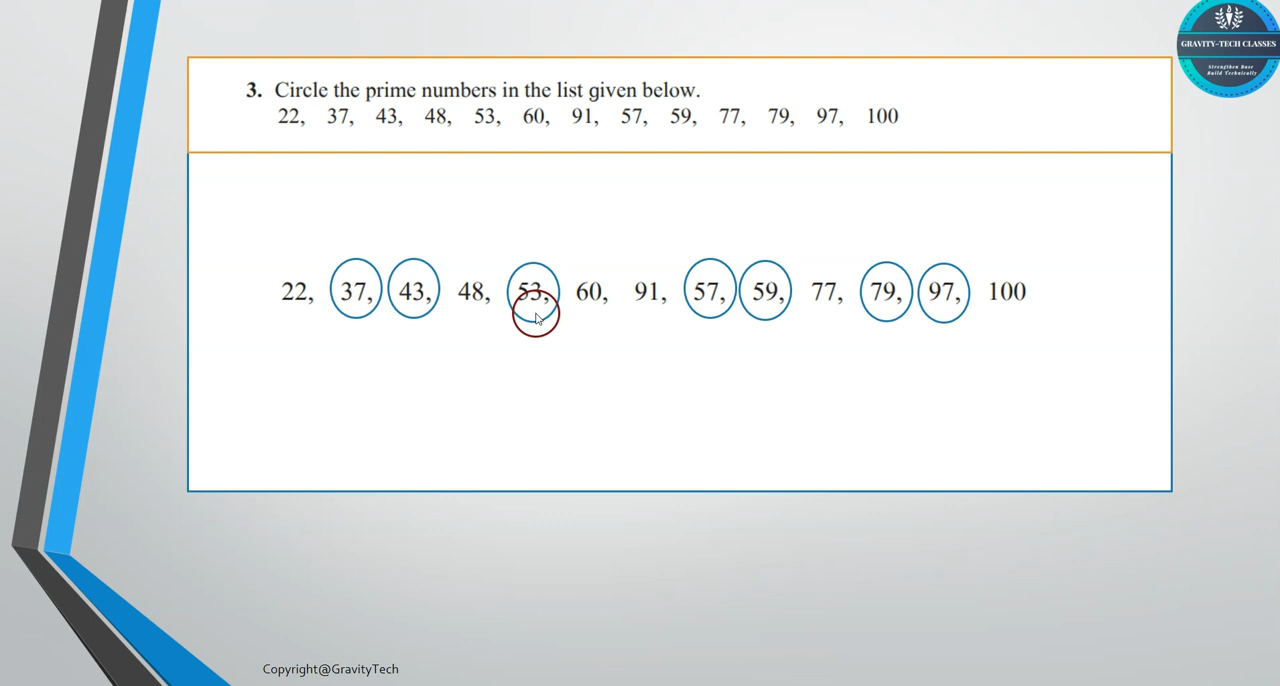 GRAVITY-TECH CLASSES
Strengthen Base
Build Technically
3. Circle the prime numbers in the list given below.
22, 37, 43, 48, 53, 60, 91, 57, 59, 77, 79, 97, 100
22, 37, 43, 48, 53, 60, 91, 57, 59, 77, 79, 97, 100
Copyright@GravityTech